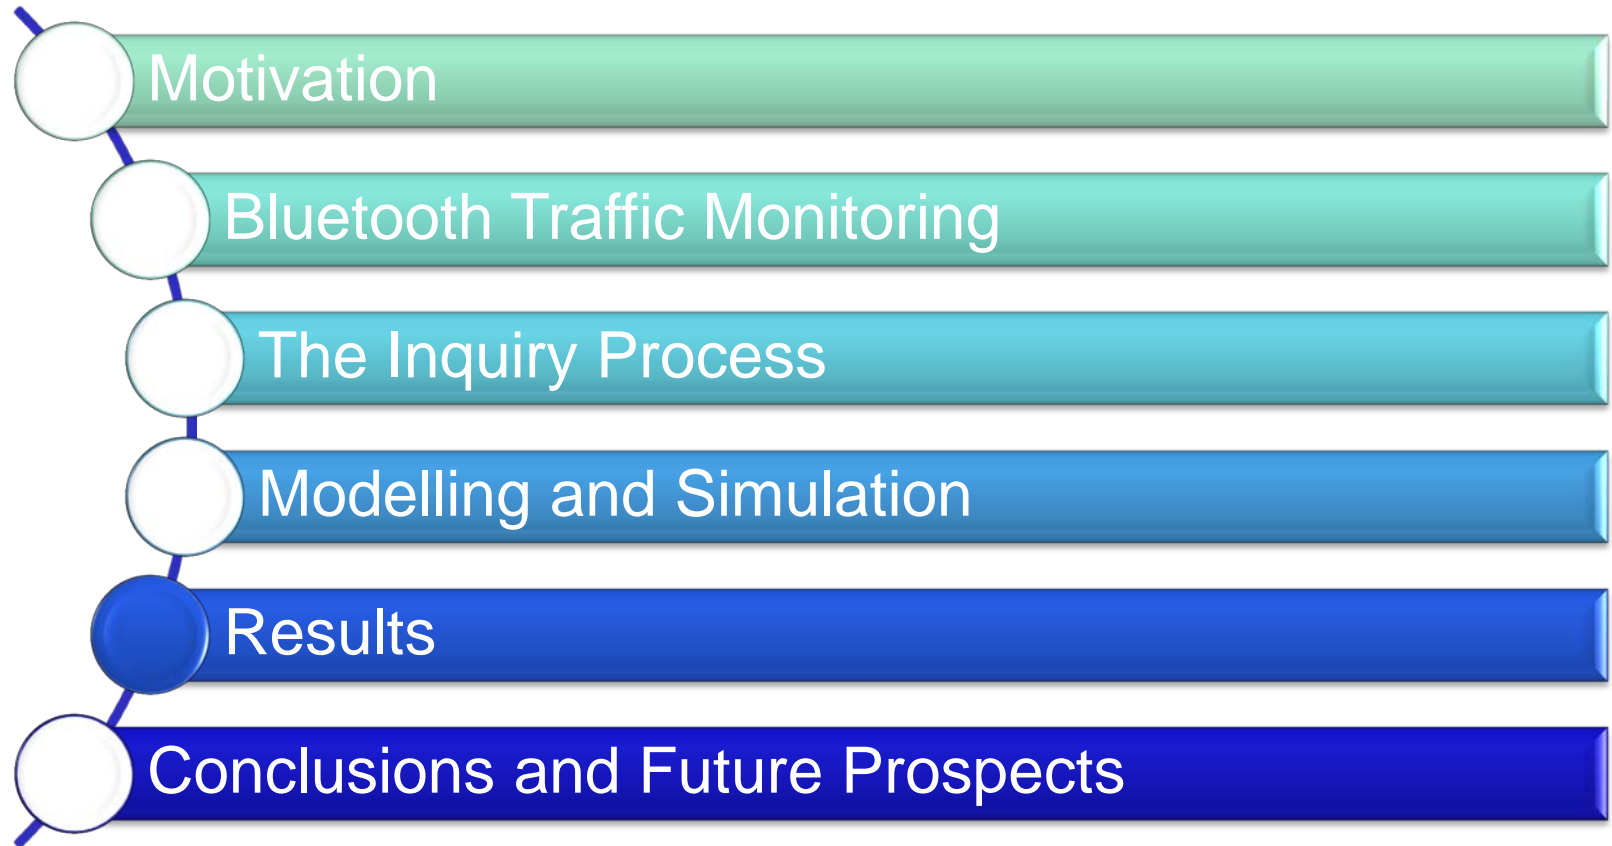 Motivation
Bluetooth Traffic Monitoring
The Inquiry Process
Modelling and Simulation
Results
Conclusions and Future Prospects